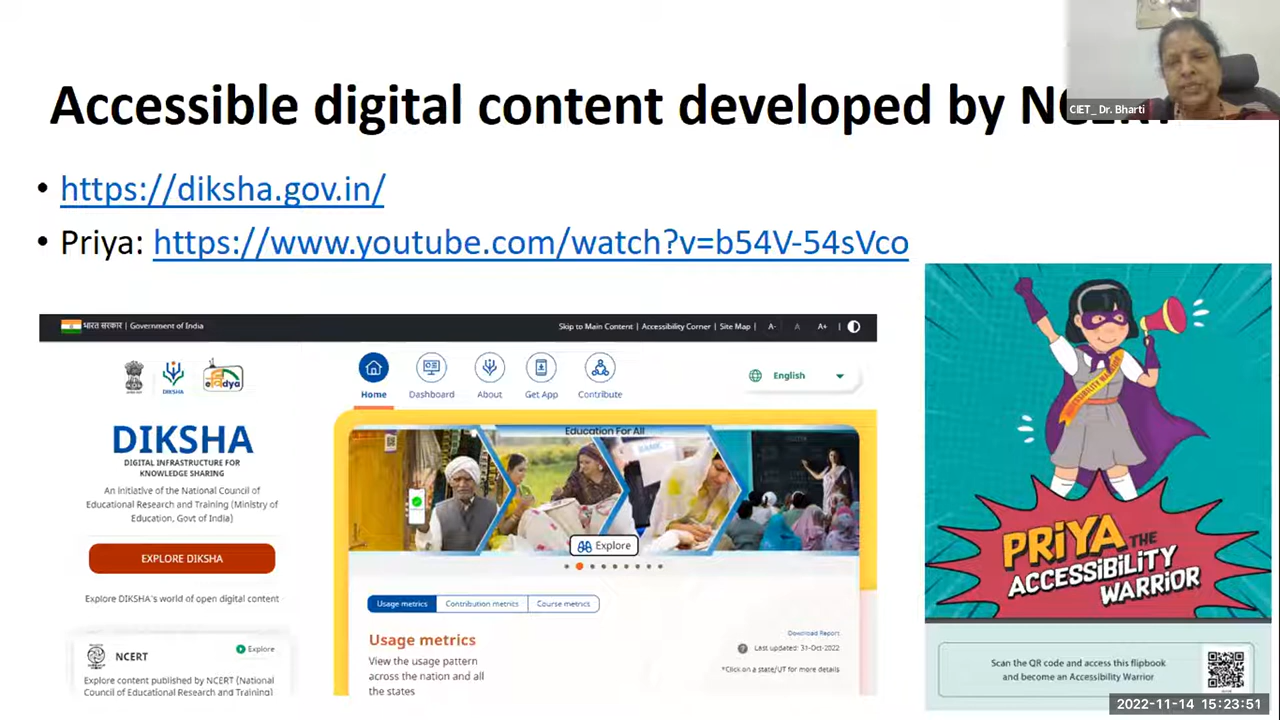 Accessible digital content developed by NCERT
CIET_ Dr. Bharti
• https://diksha.gov.in/
• Priya: https://www.youtube.com/watch?v=b54V-54sVco
भारत सरकार | Government of India
Skip to Main Content | Accessibility Corner | Site Map | A- A A+ |
DIKSHA
Home
Dashboard
About
Get App
Contribute
English
DIKSHA
DIGITAL INFRASTRUCTURE FOR
KNOWLEDGE SHARING
An initiative of the National Council of
Educational Research and Training (Ministry of
Education, Govt of India)
EXPLORE DIKSHA
Explore DIKSHA's world of open digital content
NCERT
Explore
Explore content published by NCERT (National
Council of Educational Research and Training)
Education For All
Explore
Usage metrics
Contribution metrics
Course metrics
Usage metrics
View the usage pattern
across the nation and all
the states
Download Report
Last updated: 31-Oct-2022
*Click on a state/UT for more details
ACCESSIBILITY WARRIOR
PRIYA THE
ACCESSIBILITY
WARRIOR
Scan the QR code and access this flipbook
and become an Accessibility Warrior
2022-11-14 15:23:51